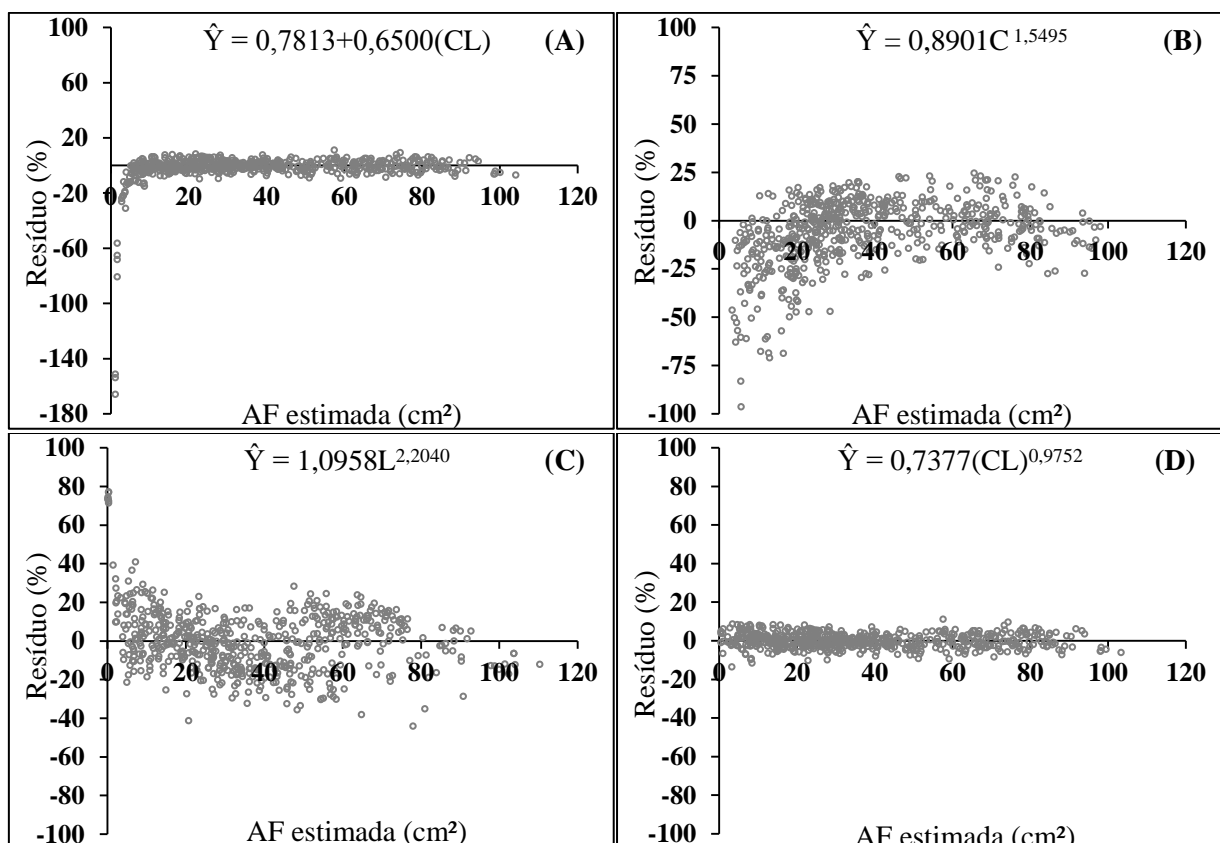 Ŷ = 0,7813+0,6500(CL) (A)
100
60
20
-20
-60
-100
-140
-180
0 20 40 60 80 100 120
Resíduo (%)
AF estimada (cm²)
Ŷ = 0,8901C 1,5495 (B)
100
75
50
25
0
-25
-50
-75
-100
0 20 40 60 80 100 120
Resíduo (%)
AF estimada (cm²)
Ŷ = 1,0958L2,2040 (C)
100
80
60
40
20
0
-20
-40
-60
-80
-100
0 20 40 60 80 100 120
Resíduo (%)
AF estimada (cm²)
Ŷ = 0,7377(CL)0,9752 (D)
100
80
60
40
20
0
-20
-40
-60
-80
-100
0 20 40 60 80 100 120
Resíduo (%)
AF estimada (cm²)